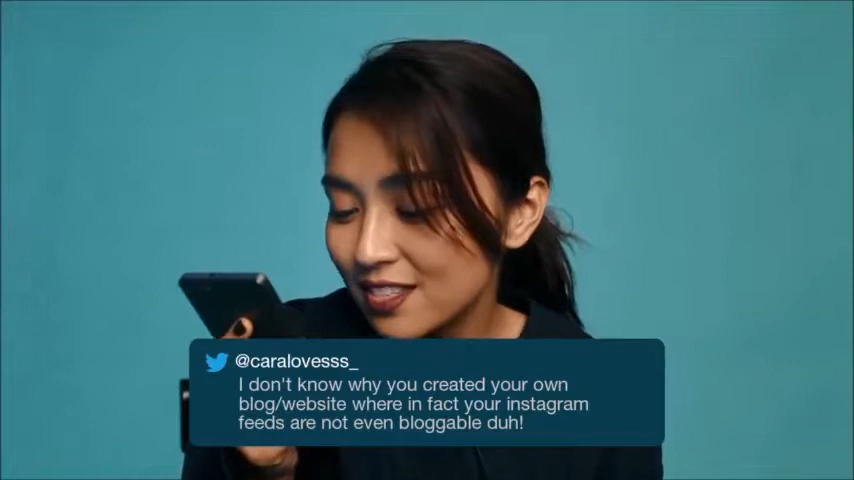 @caralovesss_
I don't know why you created your own
blog/website where in fact your instagram
feeds are not even bloggable duh!